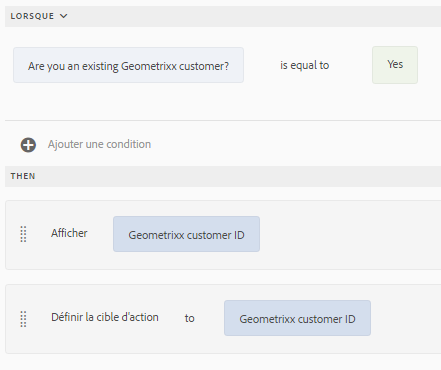 LORSQUE
Are you an existing Geometrixx customer? is equal to Yes
Ajouter une condition
THEN
Afficher Geometrixx customer ID
Définir la cible d'action to Geometrixx customer ID